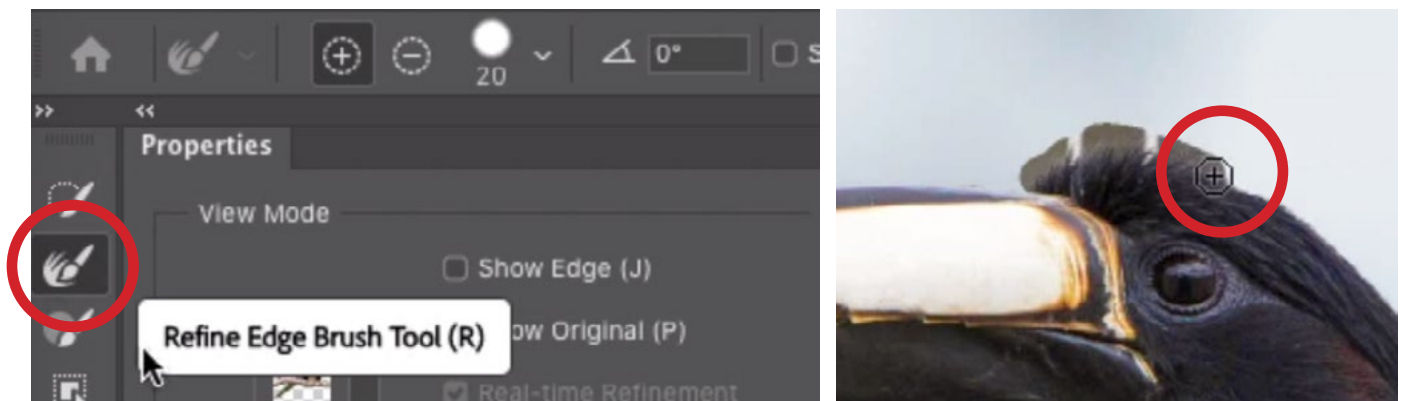 20
0°
S
Properties
View Mode
Show Edge (J)
Refine Edge Brush Tool (R)
ow Original (P)
Real-time Refinement